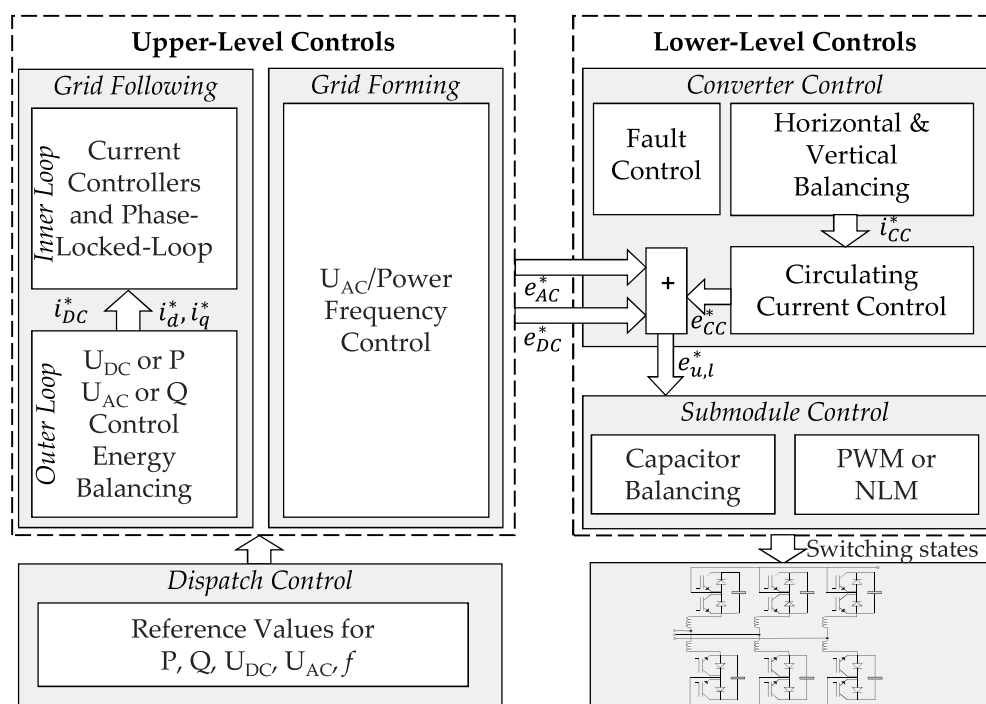 Upper-Level Controls
Grid Following
Inner Loop
Current
Controllers
and Phase-
Locked-Loop
i*DC
i*d, i*q
Outer Loop
UDC or P
UAC or Q
Control
Energy
Balancing
Grid Forming
UAC/Power
Frequency
Control
Dispatch Control
Reference Values for
P, Q, UDC, UAC, f
e*AC
e*DC
Lower-Level Controls
Converter Control
Fault
Control
Horizontal &
Vertical
Balancing
i*CC
Circulating
Current Control
+
e*CC
e*u,l
Submodule Control
Capacitor
Balancing
PWM or
NLM
Switching states